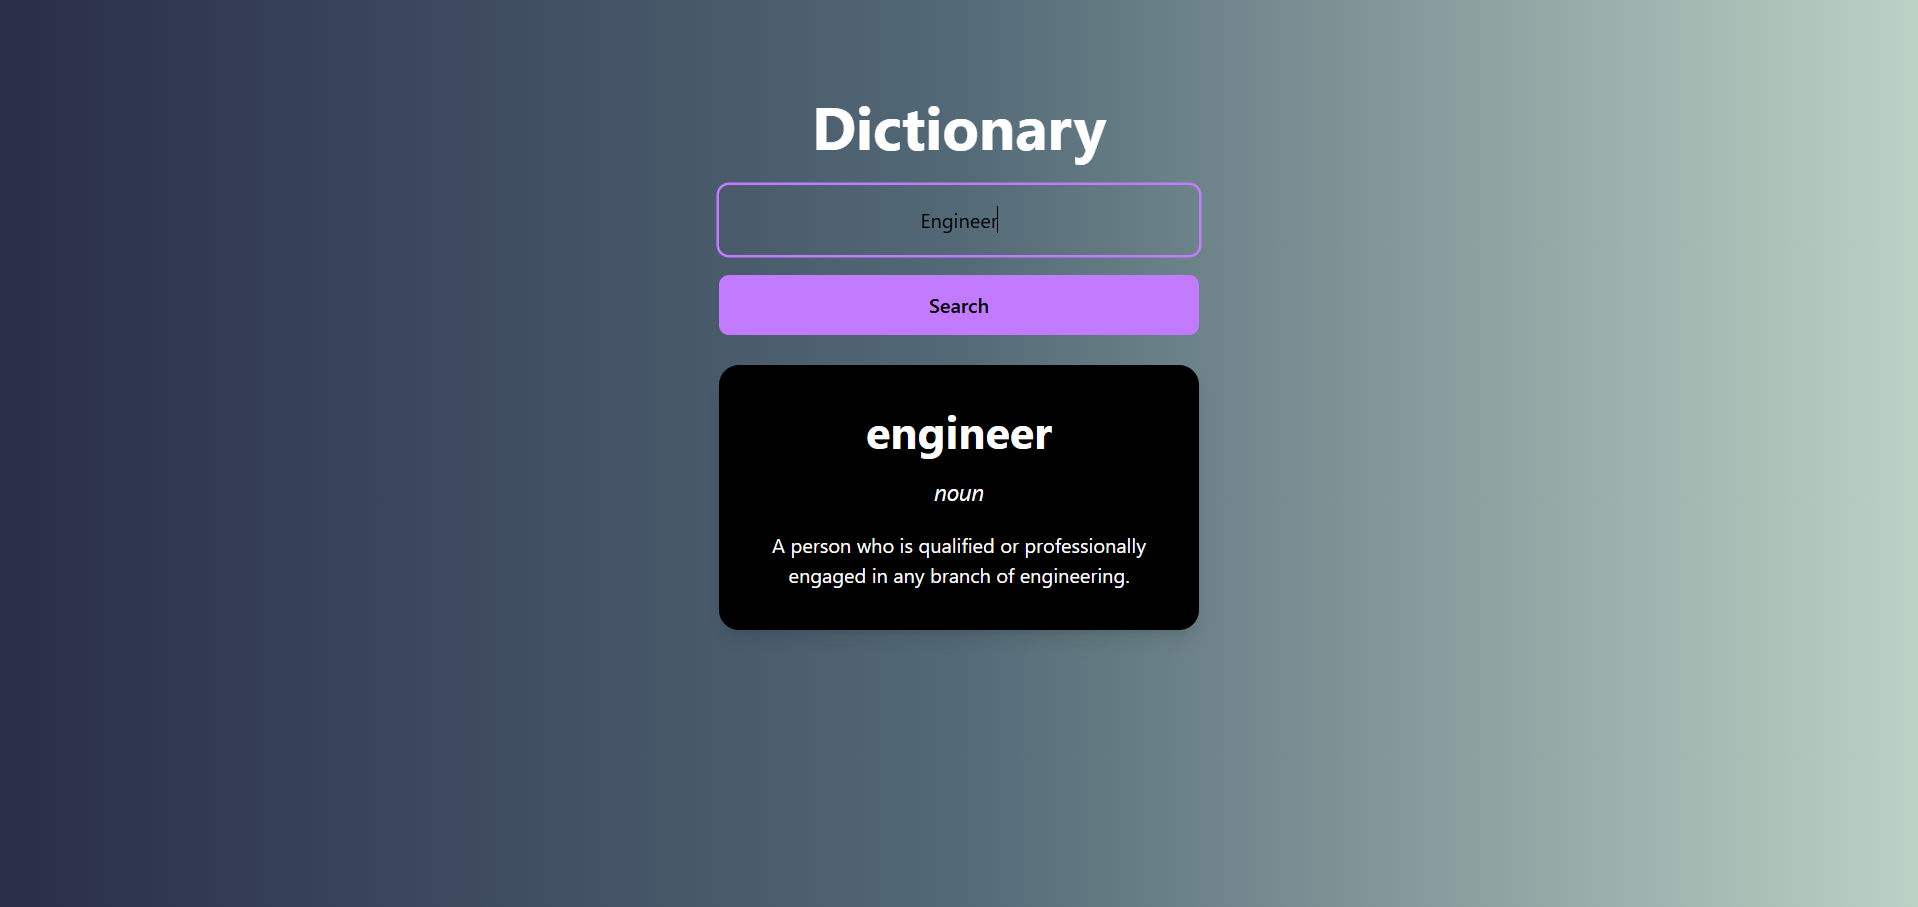 Dictionary
Engineer
Search
engineer
noun
A person who is qualified or professionally
engaged in any branch of engineering.